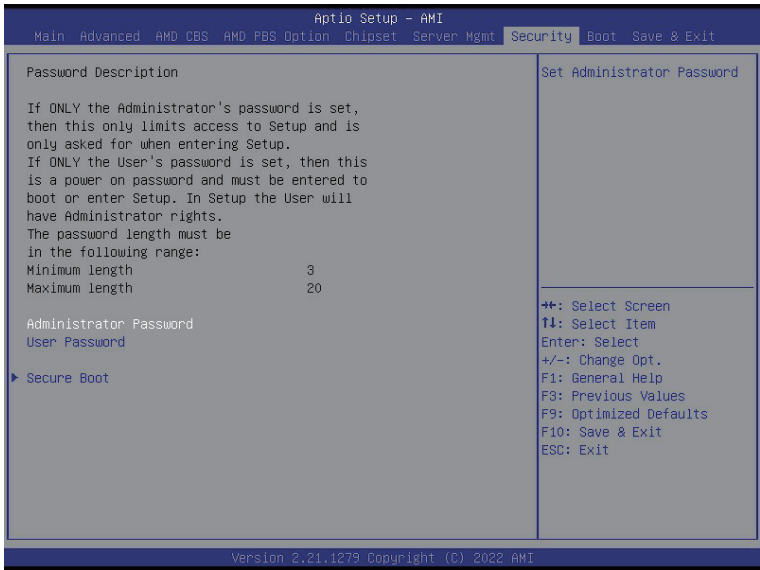 Aptio Setup – AMI
Main Advanced AMD CBS AMD PBS Option Chipset Server Mgmt Security Boot Save & Exit
Password Description
If ONLY the Administrator's password is set,
then this only limits access to Setup and is
only asked for when entering Setup.
If ONLY the User's password is set, then this
is a power on password and must be entered to
boot or enter Setup. In Setup the User will
have Administrator rights.
The password length must be
in the following range:
Minimum length 3
Maximum length 20
Administrator Password
User Password
Secure Boot
Set Administrator Password
→←: Select Screen
↑↓: Select Item
Enter: Select
+/-: Change Opt.
F1: General Help
F3: Previous Values
F9: Optimized Defaults
F10: Save & Exit
ESC: Exit
Version 2.21.1279 Copyright (C) 2022 AMI